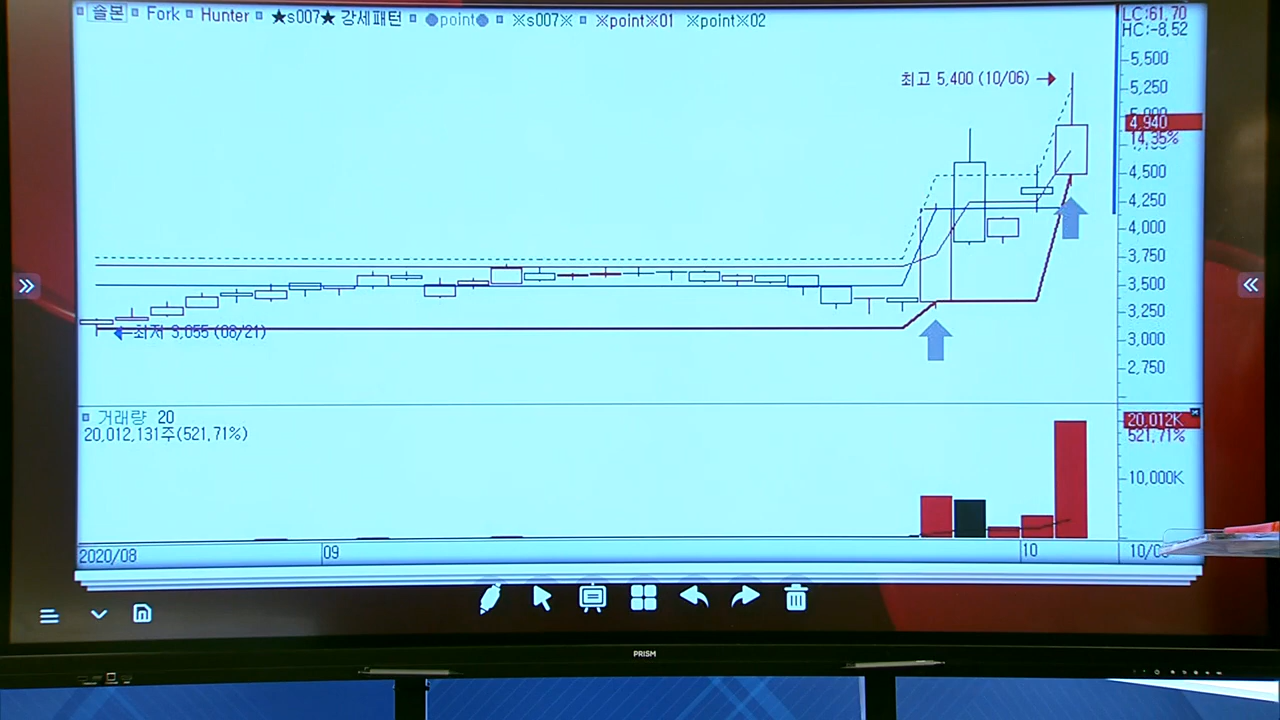 솔본 Fork Hunter ★s007★ 강세패턴 ●point● ※s007※ ※point※01 ※point※02
LC:61.70
HC:-8.52
최고 5,400 (10/06)
5,500
5,250
5,000
4,940
14.35%
4,500
4,250
4,000
3,750
3,500
3,250
3,000
2,750
최저 3,055 (08/21)
거래량 20
20,012,131주(521.71%)
20,012K
521.71%
10,000K
2020/08
09
10
PRISM